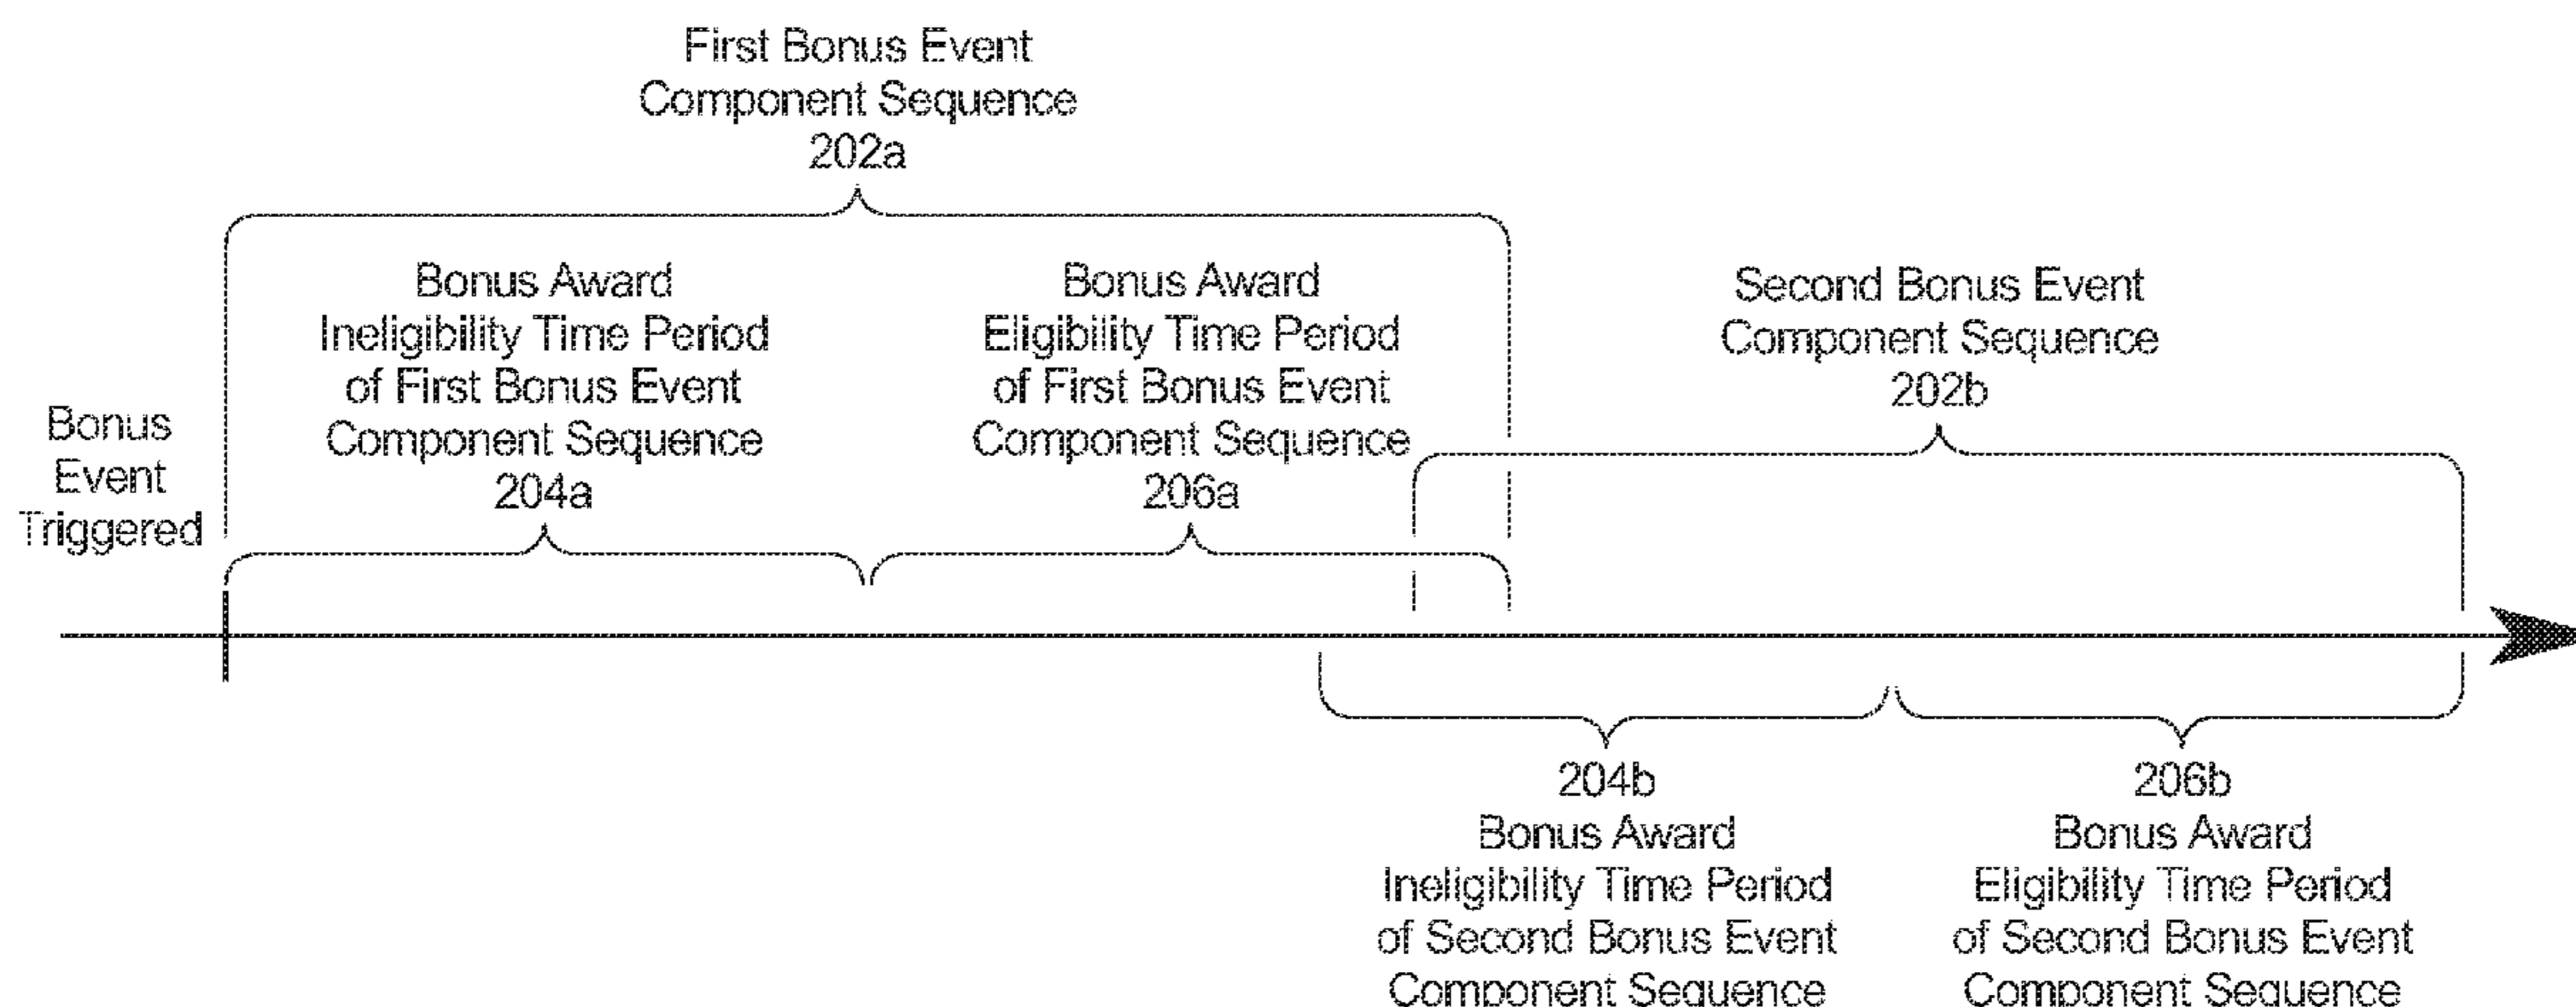 First Bonus Event
Component Sequence
202a
Bonus Award
Ineligibility Time Period
of First Bonus Event
Component Sequence
204a
Bonus Award
Eligibility Time Period
of First Bonus Event
Component Sequence
206a
Second Bonus Event
Component Sequence
202b
Bonus
Event
Triggered
204b
Bonus Award
Ineligibility Time Period
of Second Bonus Event
Component Sequence
206b
Bonus Award
Eligibility Time Period
of Second Bonus Event
Component Sequence